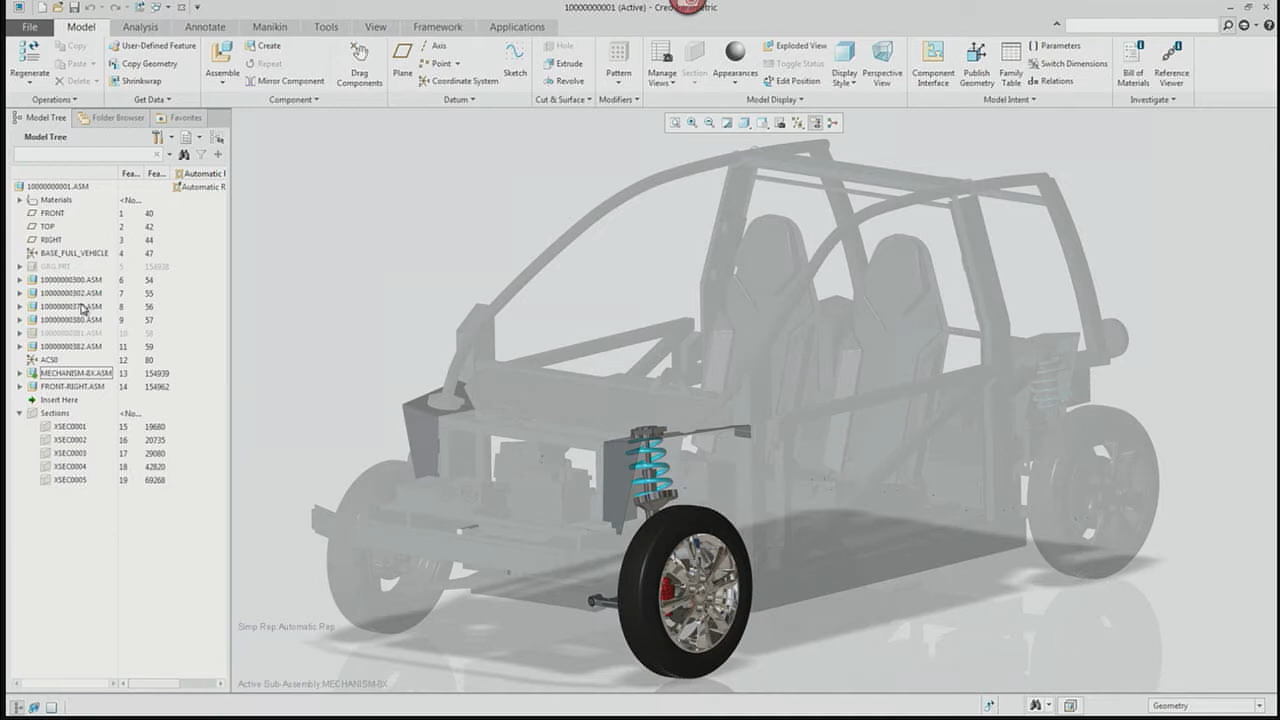 10000000001 (Active) - Creo Parametric
File Model Analysis Annotate Manikin Tools View Framework Applications
Regenerate
Copy
Paste
Delete
Operations
User-Defined Feature
Copy Geometry
Shrinkwrap
Get Data
Assemble
Create
Repeat
Mirror Component
Drag
Components
Component
Plane
Axis
Point
Coordinate System
Sketch
Datum
Hole
Extrude
Revolve
Cut & Surface
Pattern
Modifiers
Manage
Views
Section
Appearances
Exploded View
Toggle Status
Edit Position
Display
Style
Perspective
View
Model Display
Component
Interface
Publish
Geometry
Family
Table
Parameters
Switch Dimensions
Relations
Model Intent
Bill of
Materials
Reference
Viewer
Investigate
Model Tree Folder Browser Favorites
Model Tree
Fea... Fea... Automatic R
10000000001.ASM Automatic R
Materials <No...
FRONT 1 40
TOP 2 42
RIGHT 3 44
BASE_FULL_VEHICLE 4 47
5 154938
10000000300.ASM 6 54
10000000302.ASM 7 55
8 56
10000000380.ASM 9 57
10000000381.ASM 10 58
10000000382.ASM 11 59
ACS0 12 80
MECHANISM-8X.ASM 13 154939
FRONT-RIGHT.ASM 14 154962
Insert Here
Sections <No...
XSEC0001 15 19680
XSEC0002 16 20735
XSEC0003 17 29080
XSEC0004 18 42820
XSEC0005 19 69268
Simp Rep:Automatic Rep
Active Sub-Assembly:MECHANISM-8X
Geometry